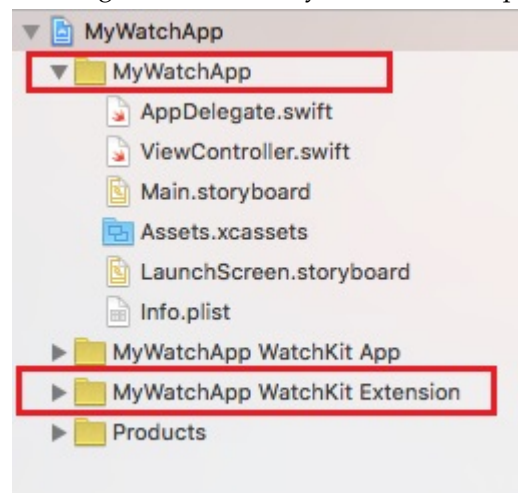 MyWatchApp
MyWatchApp
AppDelegate.swift
ViewController.swift
Main.storyboard
Assets.xcassets
LaunchScreen.storyboard
Info.plist
MyWatchApp WatchKit App
MyWatchApp WatchKit Extension
Products